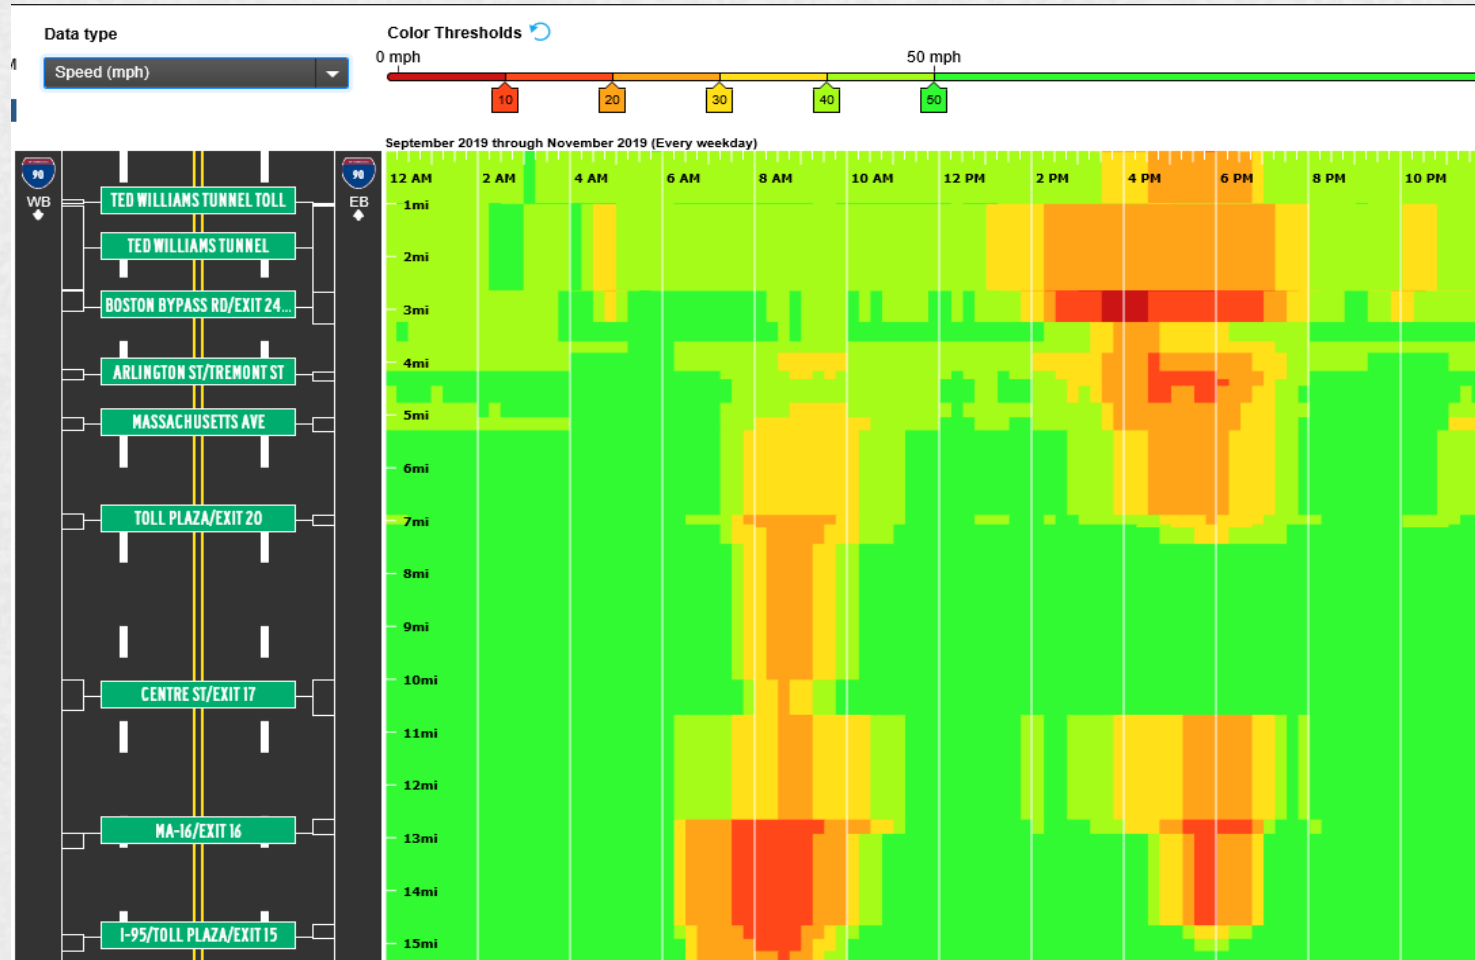 Data type
Speed (mph)
Color Thresholds
0 mph
50 mph
10
20
30
40
50
September 2019 through November 2019 (Every weekday)
12 AM
2 AM
4 AM
6 AM
8 AM
10 AM
12 PM
2 PM
4 PM
6 PM
8 PM
10 PM
90
WB
90
EB
TED WILLIAMS TUNNEL TOLL
TED WILLIAMS TUNNEL
BOSTON BYPASS RD/EXIT 24...
ARLINGTON ST/TREMONT ST
MASSACHUSETTS AVE
TOLL PLAZA/EXIT 20
CENTRE ST/EXIT 17
MA-16/EXIT 16
I-95/TOLL PLAZA/EXIT 15
1mi
2mi
3mi
4mi
5mi
6mi
7mi
8mi
9mi
10mi
11mi
12mi
13mi
14mi
15mi